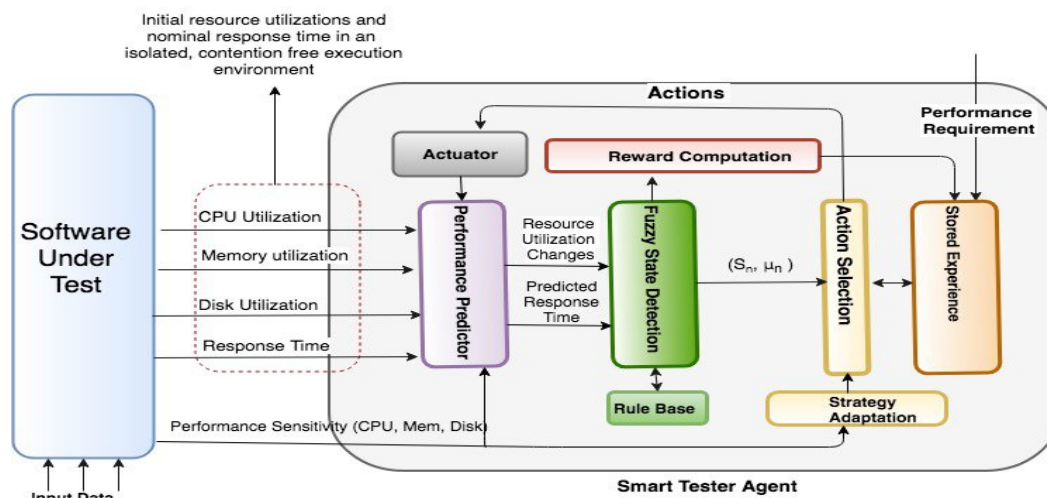 Initial resource utilizations and
nominal response time in an
isolated, contention free execution
environment
Actions
Performance
Requirement
Actuator
Reward Computation
Software
Under
Test
CPU Utilization
Memory utilization
Disk Utilization
Response Time
Performance Predictor
Resource
Utilization
Changes
Predicted
Response
Time
Fuzzy State Detection
(Sn, μn )
Action Selection
Stored Experience
Rule Base
Strategy
Adaptation
Performance Sensitivity (CPU, Mem, Disk)
Input Data
Smart Tester Agent